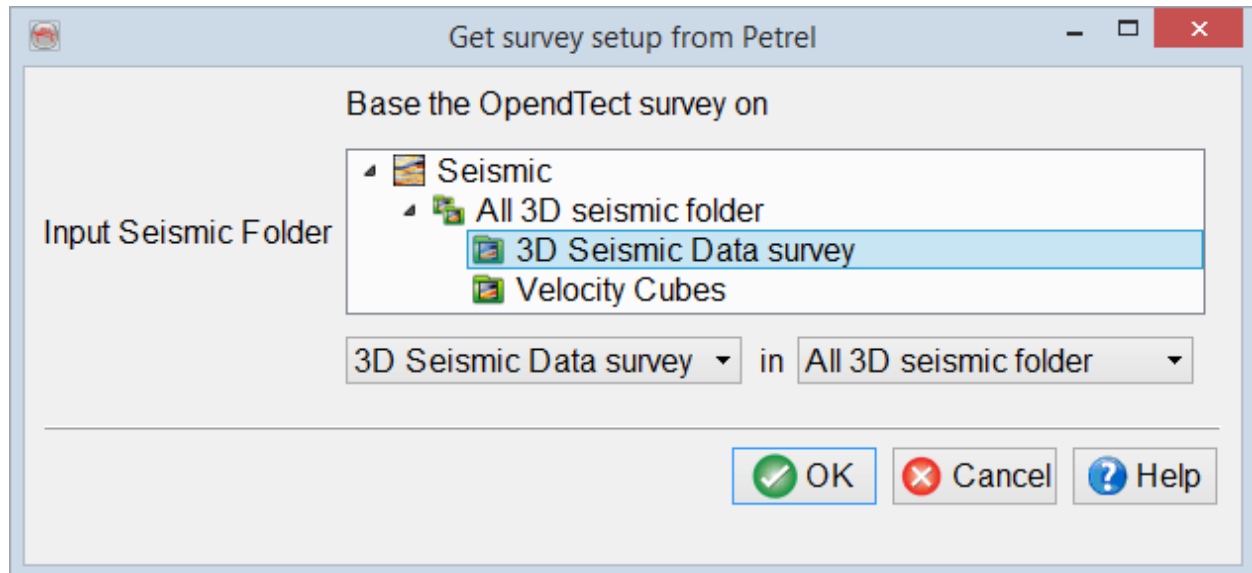 Get survey setup from Petrel
Base the OpendTect survey on
Input Seismic Folder
Seismic
All 3D seismic folder
3D Seismic Data survey
Velocity Cubes
3D Seismic Data survey in All 3D seismic folder
OK Cancel Help